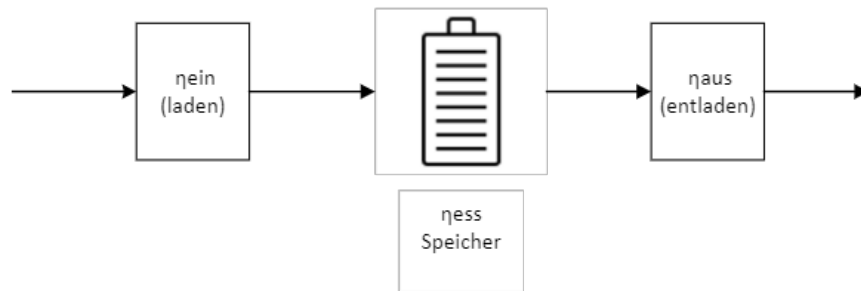 ηein
(laden)
ηess
Speicher
ηaus
(entladen)